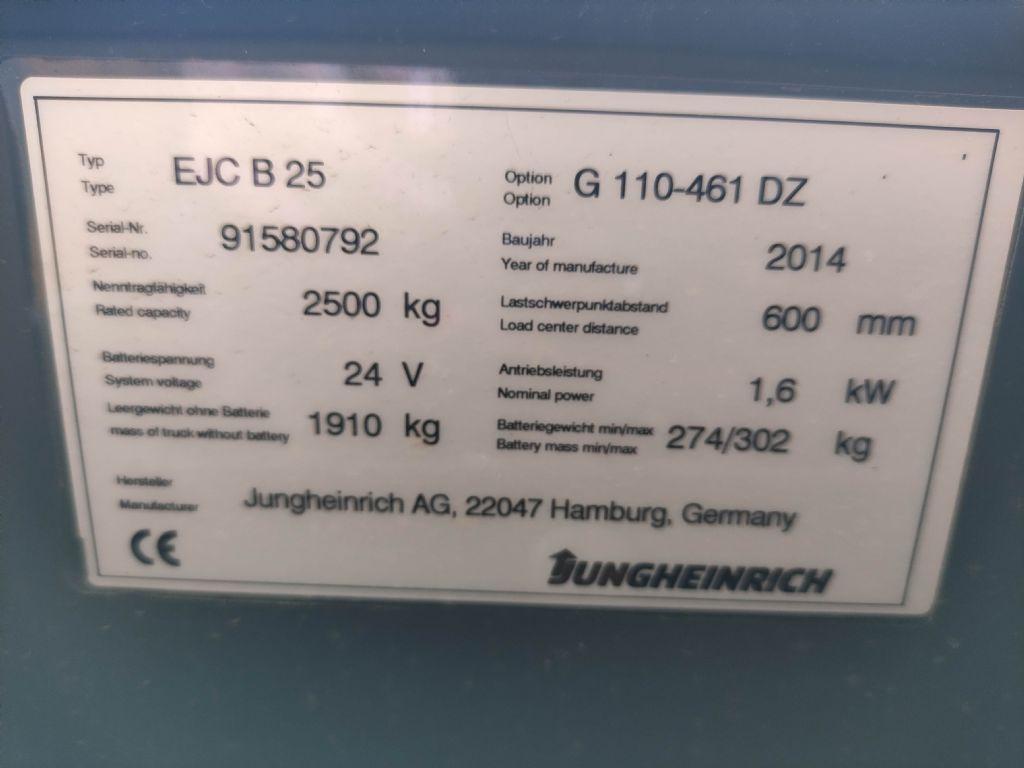 Typ
Type
EJC B 25
Option
Option
G 110-461 DZ
Serial-Nr.
Serial-no.
91580792
Baujahr
Year of manufacture
2014
Nenntragfähigkeit
Rated capacity
2500 kg
Lastschwerpunktabstand
Load center distance
600 mm
Batteriespannung
System voltage
24 V
Antriebsleistung
Nominal power
1,6 kW
Leergewicht ohne Batterie
mass of truck without battery
1910 kg
Batteriegewicht min/max
Battery mass min/max
274/302 kg
Hersteller
Manufacturer
Jungheinrich AG, 22047 Hamburg, Germany
CE
JUNGHEINRICH